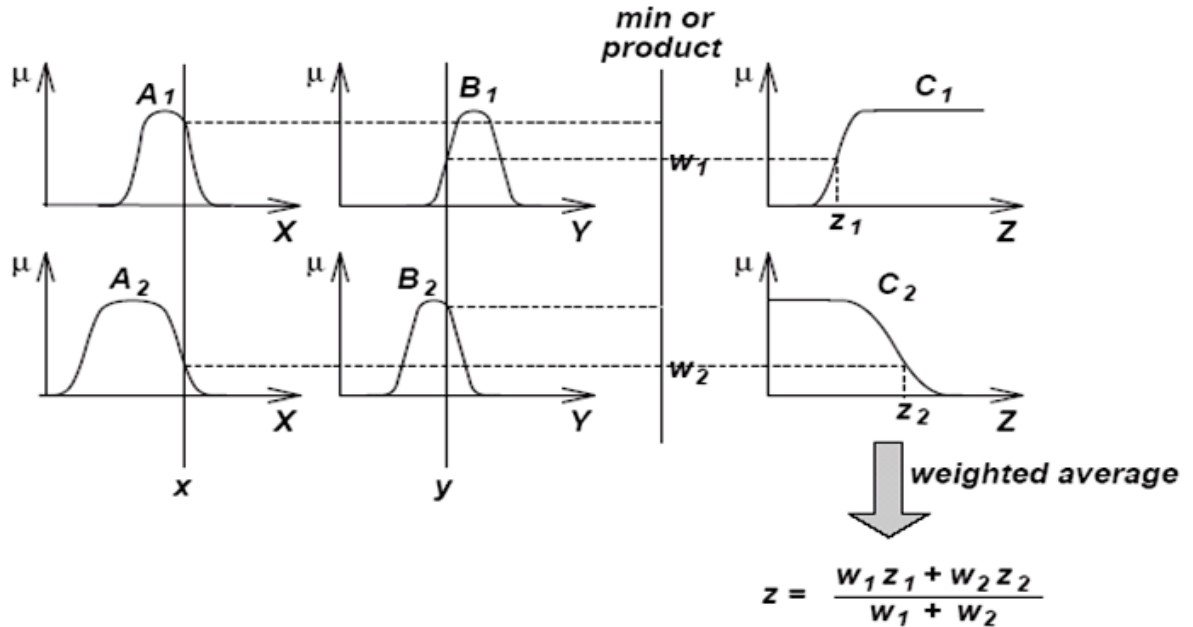 min or
product
μ
A₁
X
μ
B₁
Y
w₁
μ
C₁
z₁
Z
μ
A₂
X
μ
B₂
Y
w₂
μ
C₂
z₂
Z
x
y
weighted average
z = (w₁ z₁ + w₂ z₂) / (w₁ + w₂)